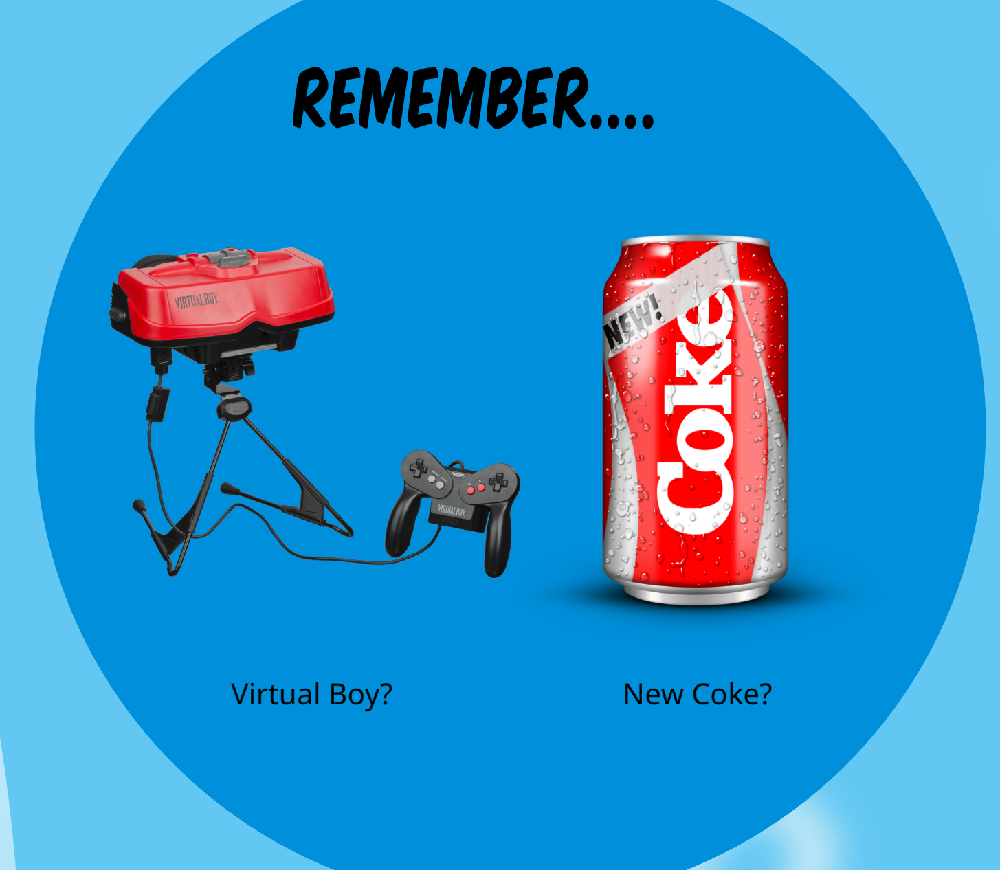 REMEMBER....
VIRTUAL BOY
NEW!
Coke
VIRTUAL BOY
Virtual Boy?
New Coke?